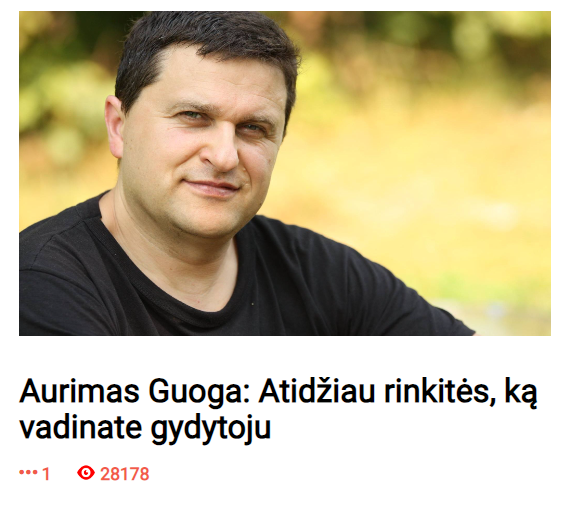 Aurimas Guoga: Atidžiau rinkitės, ką
vadinate gydytoju
1 28178